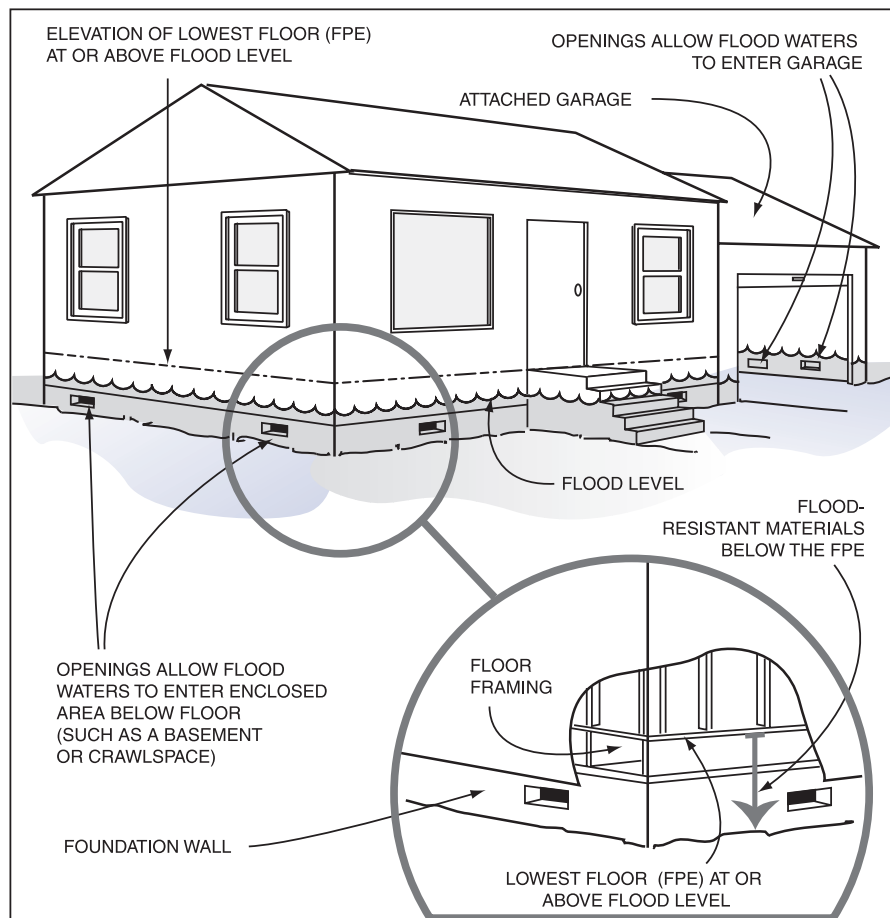 ELEVATION OF LOWEST FLOOR (FPE)
AT OR ABOVE FLOOD LEVEL
OPENINGS ALLOW FLOOD WATERS
TO ENTER GARAGE
ATTACHED GARAGE
FLOOD LEVEL
FLOOD-
RESISTANT MATERIALS
BELOW THE FPE
OPENINGS ALLOW FLOOD
WATERS TO ENTER ENCLOSED
AREA BELOW FLOOR
(SUCH AS A BASEMENT
OR CRAWLSPACE)
FLOOR
FRAMING
FOUNDATION WALL
LOWEST FLOOR (FPE) AT OR
ABOVE FLOOD LEVEL